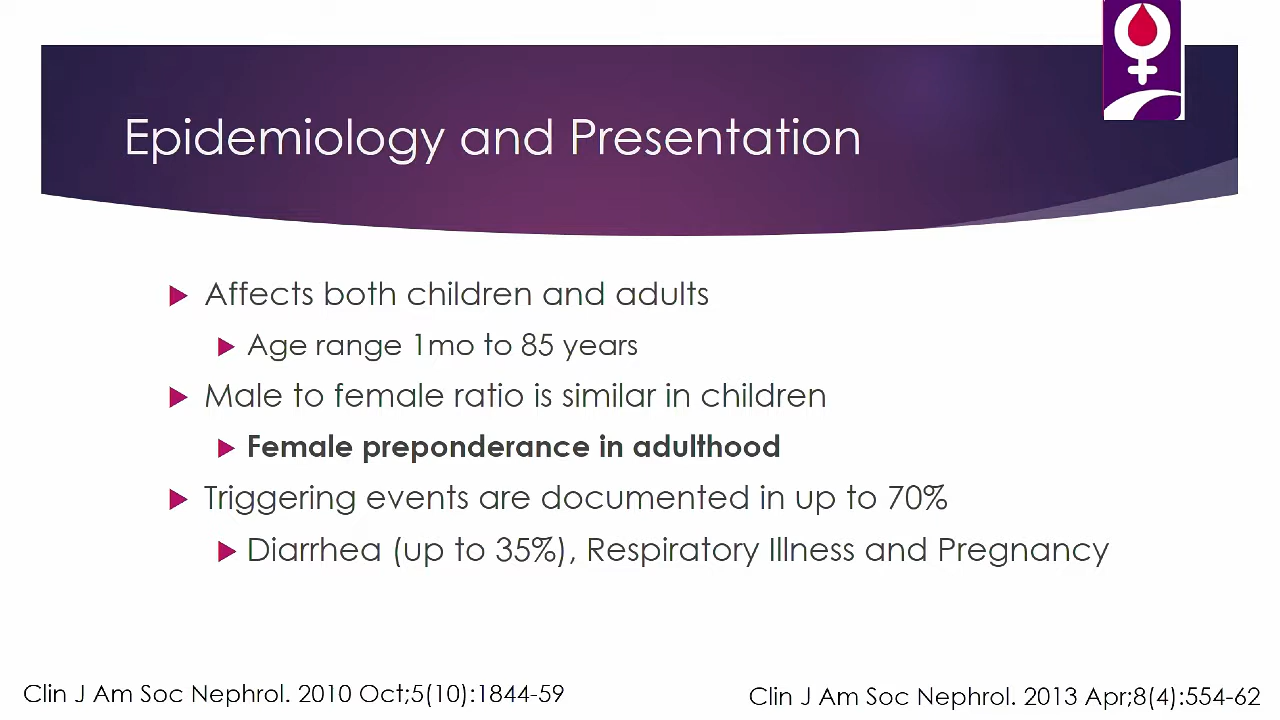 Epidemiology and Presentation
Affects both children and adults
Age range 1mo to 85 years
Male to female ratio is similar in children
Female preponderance in adulthood
Triggering events are documented in up to 70%
Diarrhea (up to 35%), Respiratory Illness and Pregnancy
Clin J Am Soc Nephrol. 2010 Oct;5(10):1844-59
Clin J Am Soc Nephrol. 2013 Apr;8(4):554-62